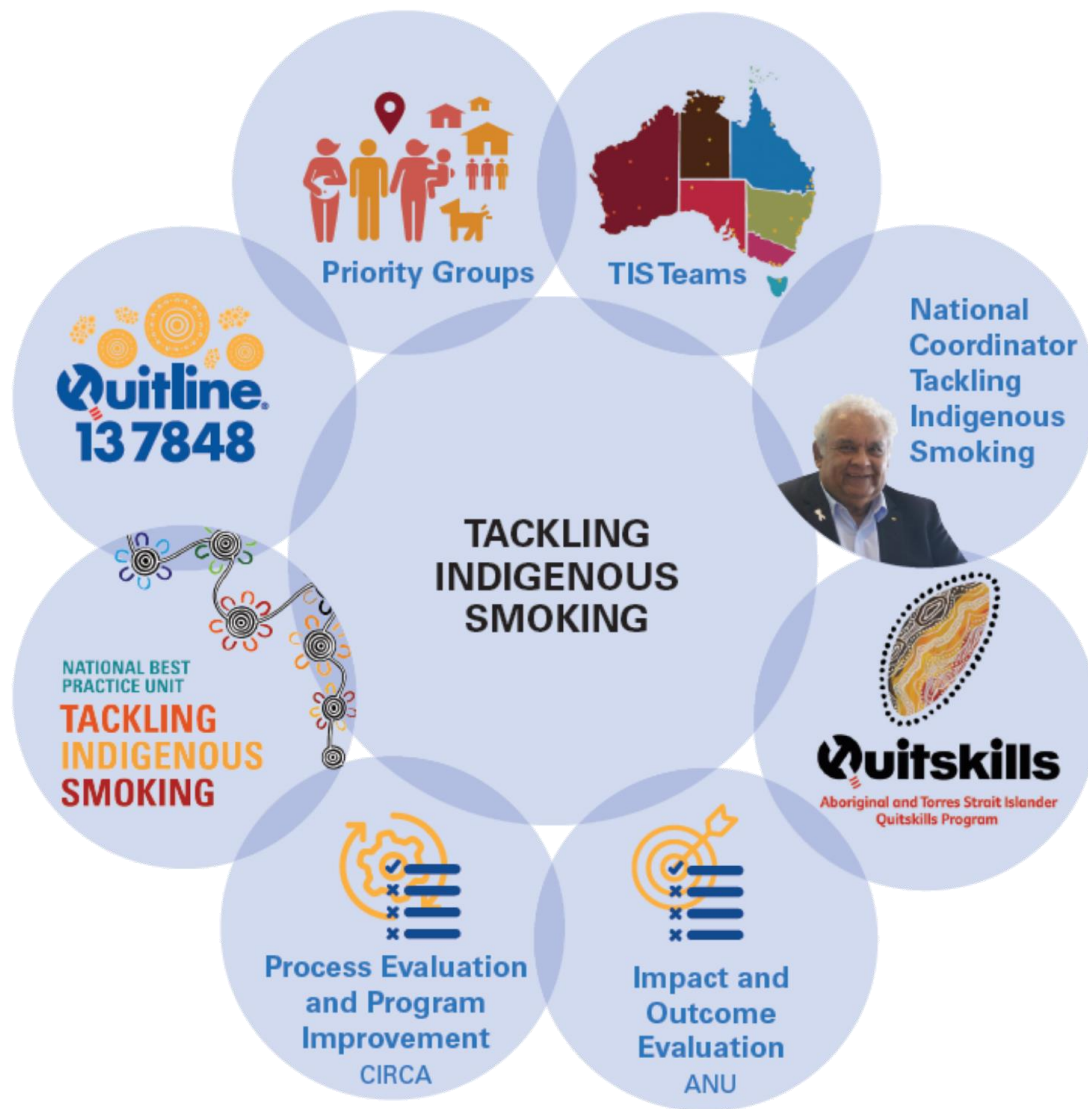 Priority Groups
TIS Teams
National
Coordinator
Tackling
Indigenous
Smoking
Quitline®
13 7848
TACKLING
INDIGENOUS
SMOKING
NATIONAL BEST
PRACTICE UNIT
TACKLING
INDIGENOUS
SMOKING
Quitskills
Aboriginal and Torres Strait Islander
Quitskills Program
Process Evaluation
and Program
Improvement
CIRCA
Impact and
Outcome
Evaluation
ANU